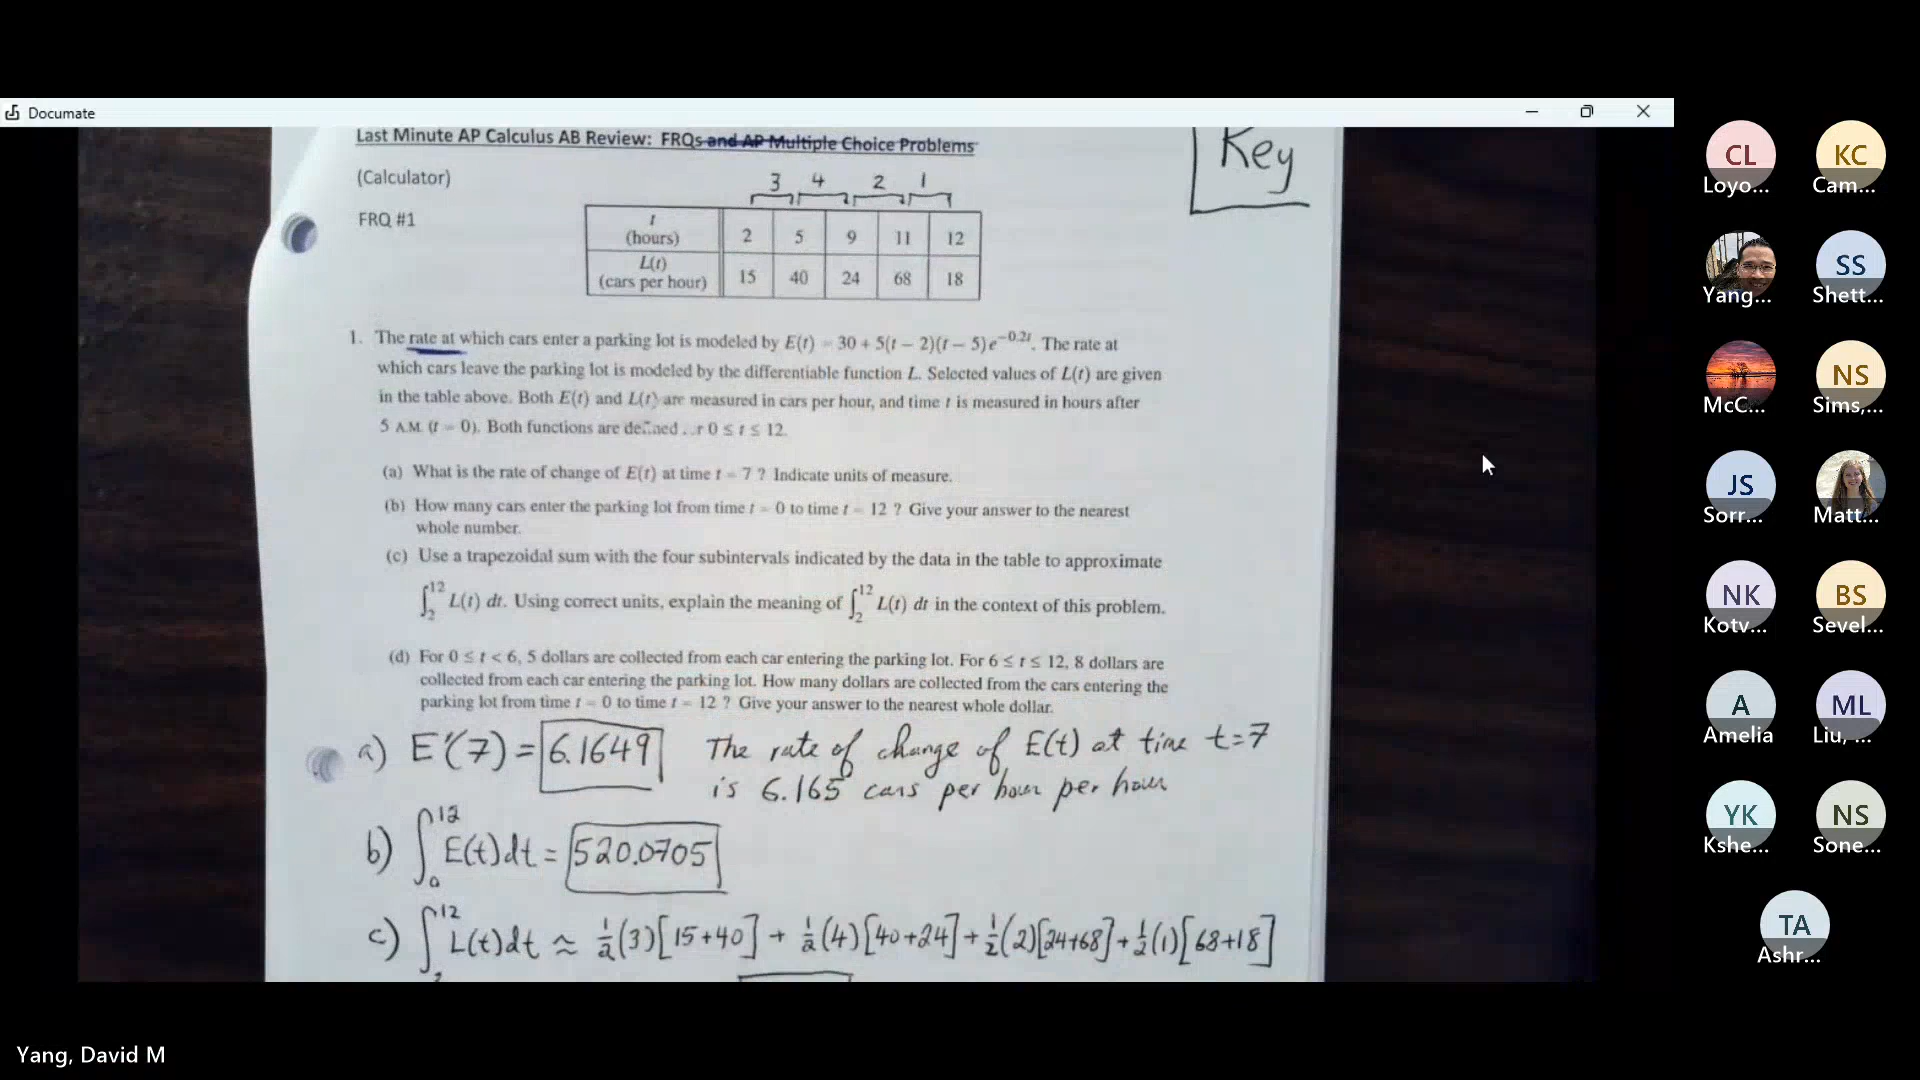 Documate
Last Minute AP Calculus AB Review: FRQs and AP Multiple Choice Problems
Key
(Calculator)
3 4 2 1
FRQ #1
t (hours) 2 5 9 11 12
L(t) (cars per hour) 15 40 24 68 18
1. The rate at which cars enter a parking lot is modeled by E(t) = 30 + 5(t − 2)(t − 5)e^−0.2t. The rate at
which cars leave the parking lot is modeled by the differentiable function L. Selected values of L(t) are given
in the table above. Both E(t) and L(t) are measured in cars per hour, and time t is measured in hours after
5 A.M. (t = 0). Both functions are defined for 0 ≤ t ≤ 12.
(a) What is the rate of change of E(t) at time t = 7 ? Indicate units of measure.
(b) How many cars enter the parking lot from time t = 0 to time t = 12 ? Give your answer to the nearest
whole number.
(c) Use a trapezoidal sum with the four subintervals indicated by the data in the table to approximate
∫₂¹² L(t) dt. Using correct units, explain the meaning of ∫₂¹² L(t) dt in the context of this problem.
(d) For 0 ≤ t < 6, 5 dollars are collected from each car entering the parking lot. For 6 ≤ t ≤ 12, 8 dollars are
collected from each car entering the parking lot. How many dollars are collected from the cars entering the
parking lot from time t = 0 to time t = 12 ? Give your answer to the nearest whole dollar.
a) E'(7) = 6.1649 The rate of change of E(t) at time t=7
is 6.165 cars per hour per hour
b) ∫₀¹² E(t)dt = 520.0705
c) ∫₂¹² L(t)dt ≈ ½(3)[15+40] + ½(4)[40+24] + ½(2)[24+68] + ½(1)[68+18]
CL
Loyo...
KC
Cam...
Yang...
SS
Shett...
McC...
NS
Sims,...
JS
Sorr...
Matt...
NK
Kotv...
BS
Sevel...
A
Amelia
ML
Liu, ...
YK
Kshe...
NS
Sone...
TA
Ashr...
Yang, David M